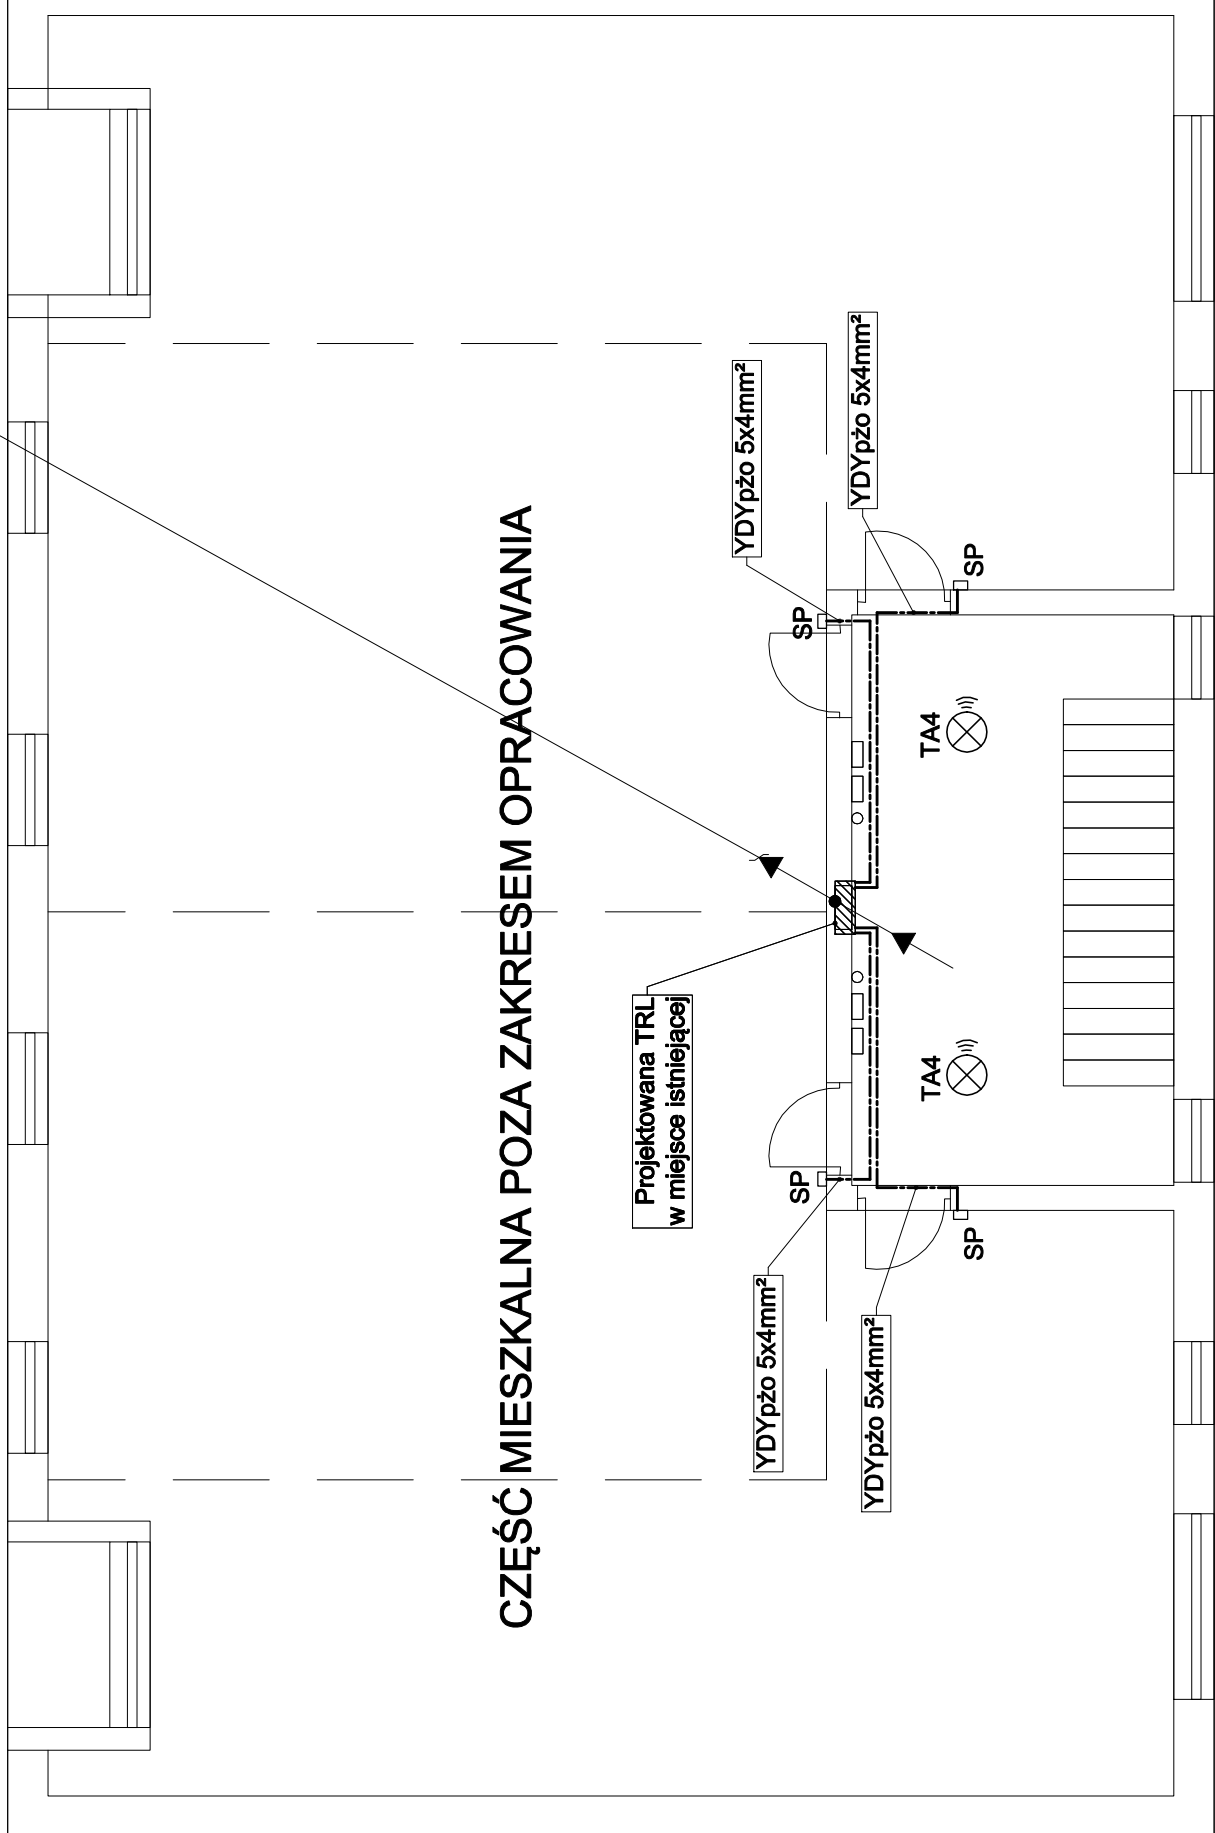 CZĘŚĆ MIESZKALNA POZA ZAKRESEM OPRACOWANIA
Projektowana TRL
w miejsce istniejącej
YDYpżo 5x4mm²
YDYpżo 5x4mm²
YDYpżo 5x4mm²
YDYpżo 5x4mm²
SP
SP
SP
SP
TA4
TA4